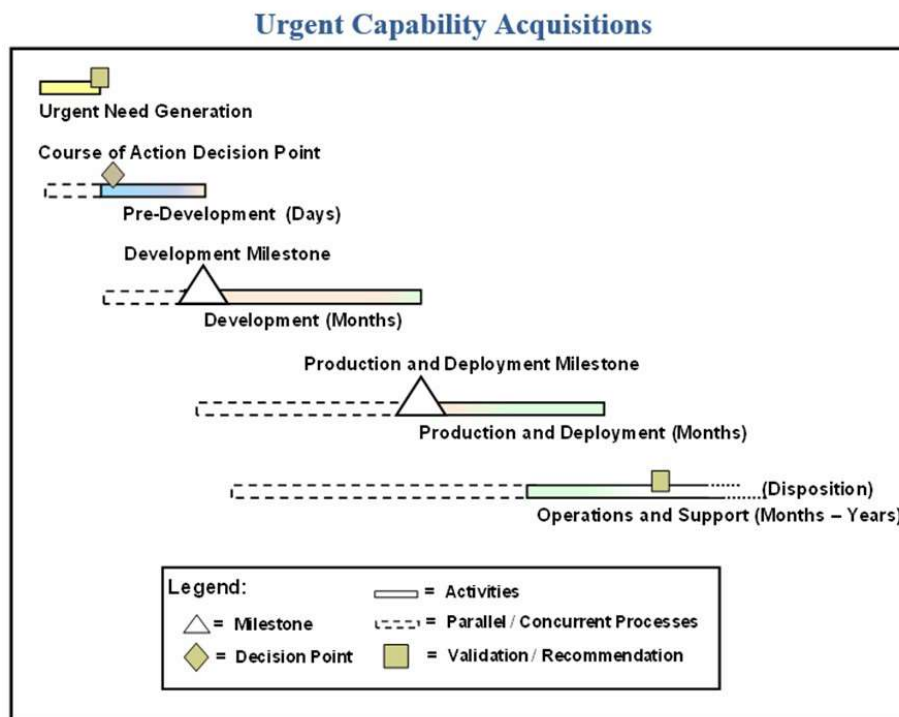 Urgent Capability Acquisitions
Urgent Need Generation
Course of Action Decision Point
Pre-Development (Days)
Development Milestone
Development (Months)
Production and Deployment Milestone
Production and Deployment (Months)
(Disposition)
Operations and Support (Months – Years)
Legend:
= Activities
= Milestone
= Parallel / Concurrent Processes
= Decision Point
= Validation / Recommendation